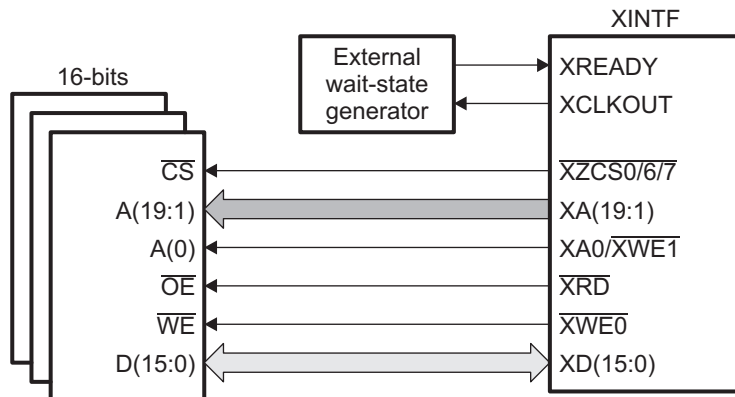 XINTF
External
wait-state
generator
XREADY
XCLKOUT
16-bits
CS
XZCS0/6/7
A(19:1)
XA(19:1)
A(0)
XA0/XWE1
OE
XRD
WE
XWE0
D(15:0)
XD(15:0)